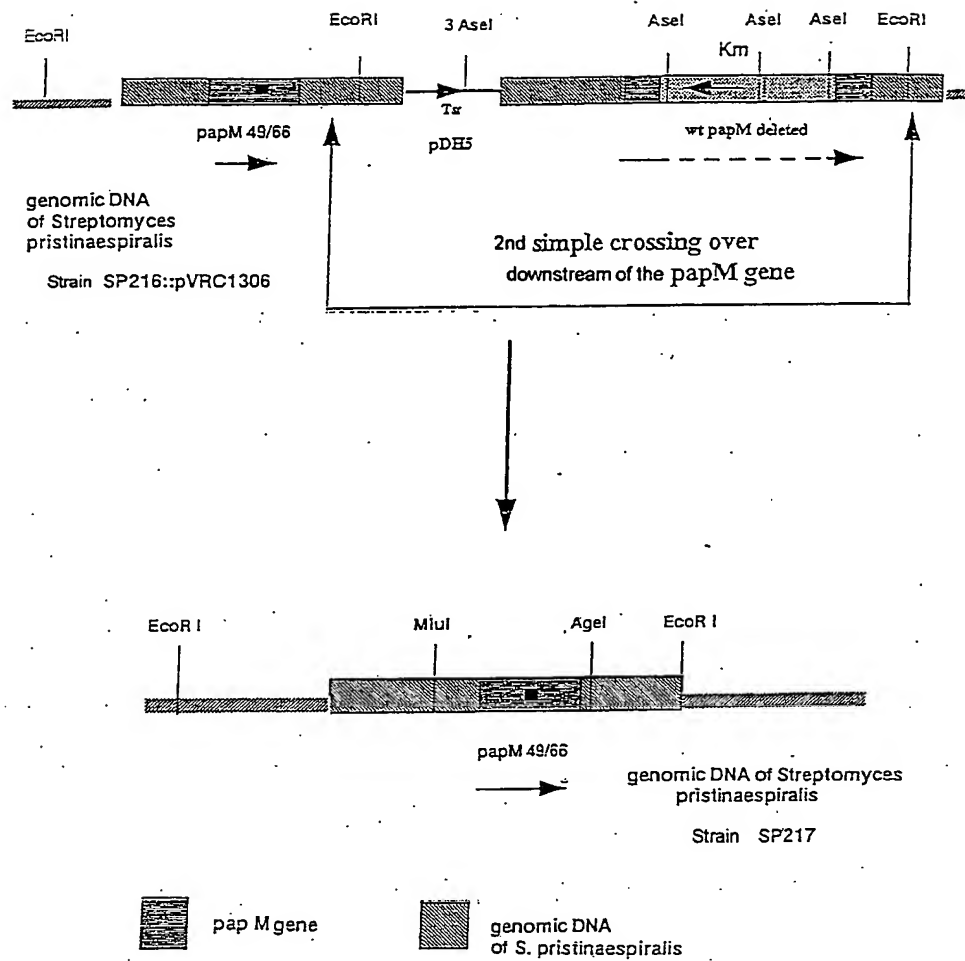 EcoRI
EcoRI
3 AseI
AseI
AseI
AseI
EcoRI
Km
Tsr
papM 49/66
pDH5
wt papM deleted
genomic DNA
of Streptomyces
pristinaespiralis
Strain SP216::pVRC1306
2nd simple crossing over
downstream of the papM gene
EcoR I
MluI
AgeI
EcoR I
papM 49/66
genomic DNA of Streptomyces
pristinaespiralis
Strain SP217
pap M gene
genomic DNA
of S. pristinaespiralis